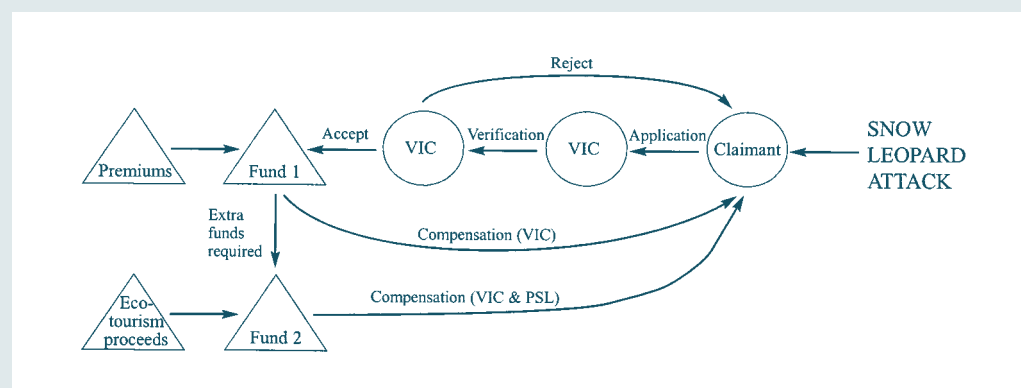 Reject
SNOW
LEOPARD
ATTACK
Accept
VIC
Verification
VIC
Application
Claimant
Premiums
Fund 1
Extra
funds
required
Compensation (VIC)
Eco-
tourism
proceeds
Fund 2
Compensation (VIC & PSL)